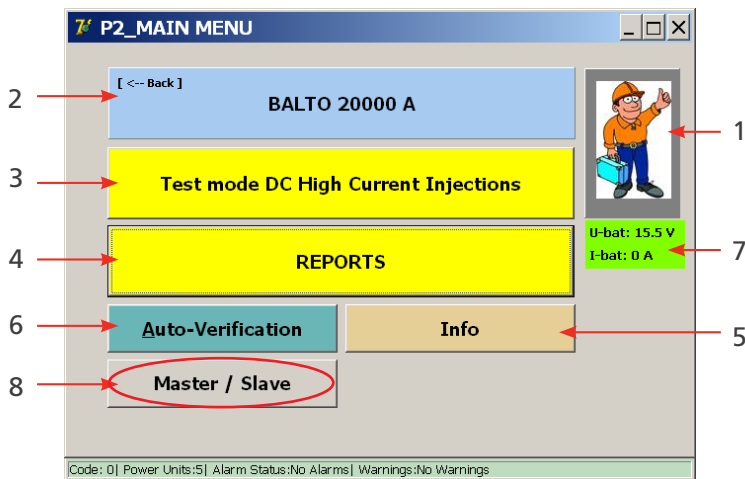 P2_MAIN MENU
[ <-- Back ]
BALTO 20000 A
2
1
Test mode DC High Current Injections
3
U-bat: 15.5 V
I-bat: 0 A
7
REPORTS
4
6
Auto-Verification
Info
5
8
Master / Slave
Code: 0| Power Units:5| Alarm Status:No Alarms| Warnings:No Warnings